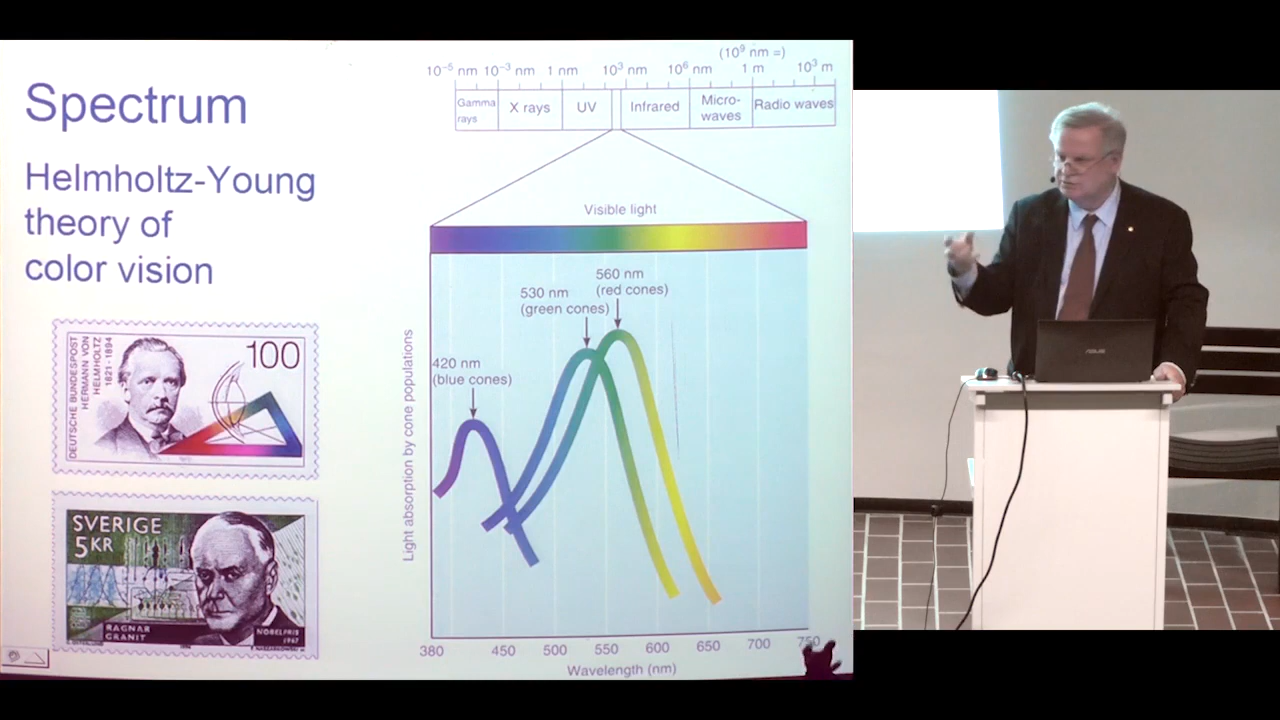 Spectrum
Helmholtz-Young
theory of
color vision
DEUTSCHE BUNDESPOST
HERMANN VON
HELMHOLTZ
1821-1894
100
SVERIGE
5KR
RAGNAR
GRANIT
NOBELPRIS
1967
(10⁹ nm =)
10⁻⁵ nm 10⁻³ nm 1 nm 10³ nm 10⁶ nm 1 m 10³ m
Gamma rays
X rays
UV
Infrared
Micro-
waves
Radio waves
Visible light
560 nm
(red cones)
530 nm
(green cones)
420 nm
(blue cones)
Light absorption by cone populations
380 450 500 550 600 650 700 750
Wavelength (nm)
ASUS